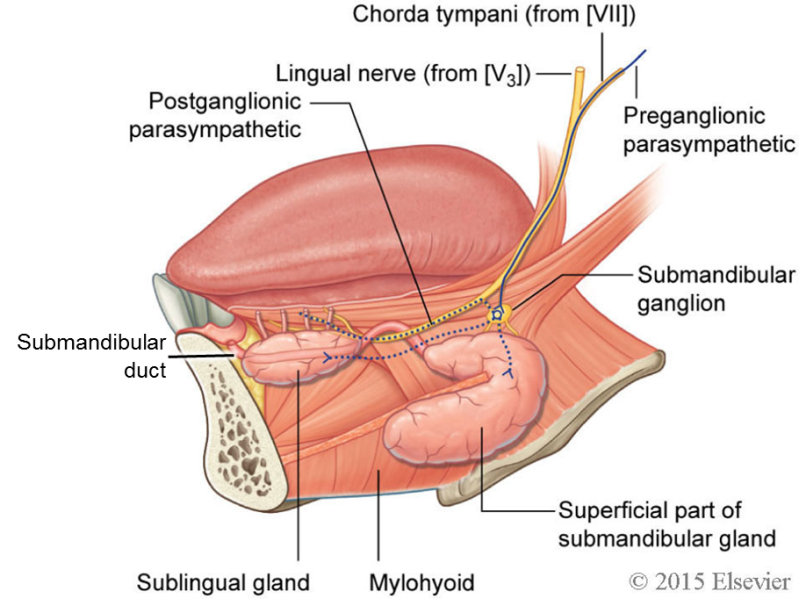 Chorda tympani (from [VII])
Lingual nerve (from [V₃])
Postganglionic
parasympathetic
Preganglionic
parasympathetic
Submandibular
ganglion
Submandibular
duct
Superficial part of
submandibular gland
Sublingual gland
Mylohyoid
© 2015 Elsevier